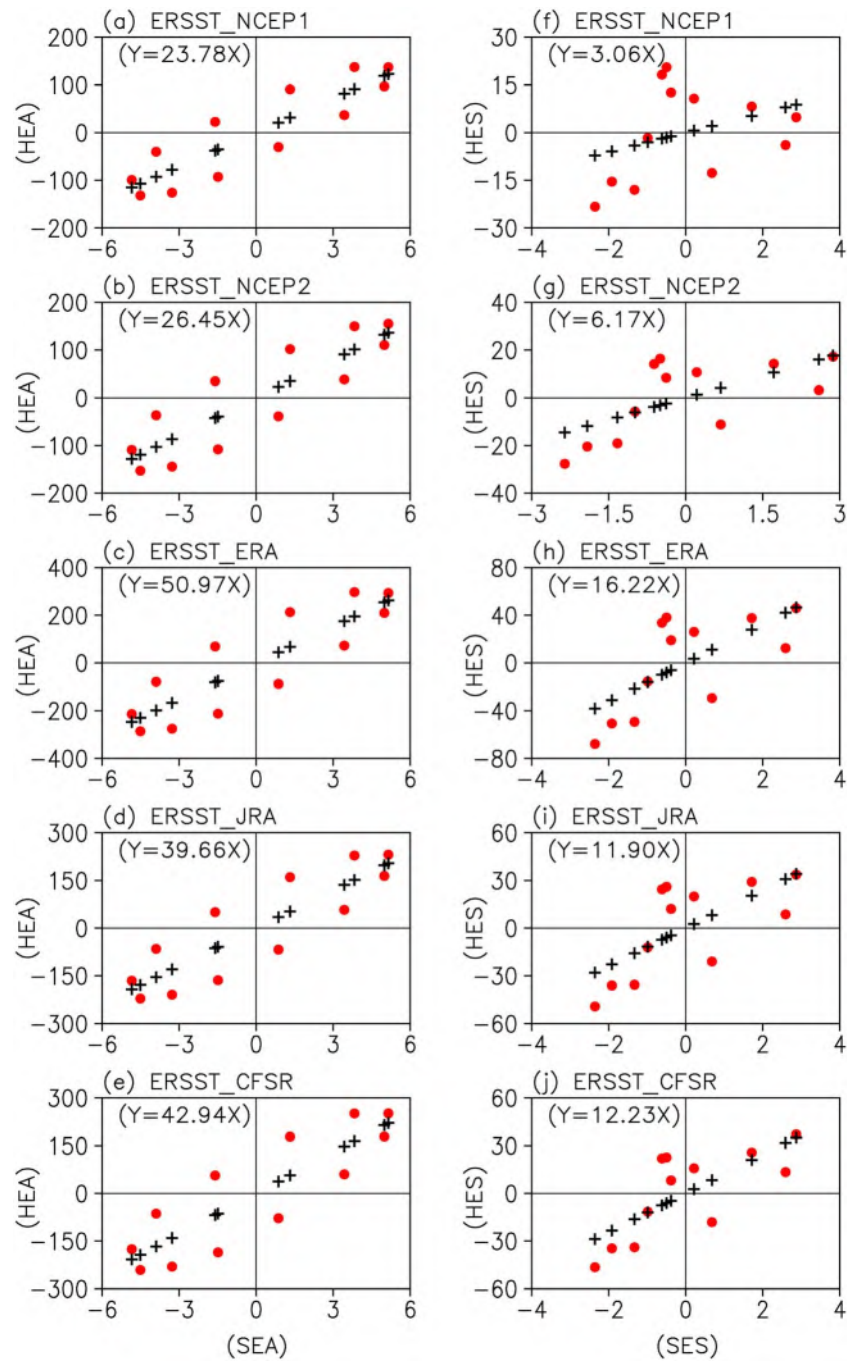 (a) ERSST_NCEP1
(Y=23.78X)
(HEA)
200
100
0
−100
−200
−6 −3 0 3 6
(f) ERSST_NCEP1
(Y=3.06X)
(HES)
30
15
0
−15
−30
−4 −2 0 2 4
(b) ERSST_NCEP2
(Y=26.45X)
(HEA)
200
100
0
−100
−200
−6 −3 0 3 6
(g) ERSST_NCEP2
(Y=6.17X)
(HES)
40
20
0
−20
−40
−3 −1.5 0 1.5 3
(c) ERSST_ERA
(Y=50.97X)
(HEA)
400
200
0
−200
−400
−6 −3 0 3 6
(h) ERSST_ERA
(Y=16.22X)
(HES)
80
40
0
−40
−80
−4 −2 0 2 4
(d) ERSST_JRA
(Y=39.66X)
(HEA)
300
150
0
−150
−300
−6 −3 0 3 6
(i) ERSST_JRA
(Y=11.90X)
(HES)
60
30
0
−30
−60
−4 −2 0 2 4
(e) ERSST_CFSR
(Y=42.94X)
(HEA)
300
150
0
−150
−300
−6 −3 0 3 6
(SEA)
(j) ERSST_CFSR
(Y=12.23X)
(HES)
60
30
0
−30
−60
−4 −2 0 2 4
(SES)